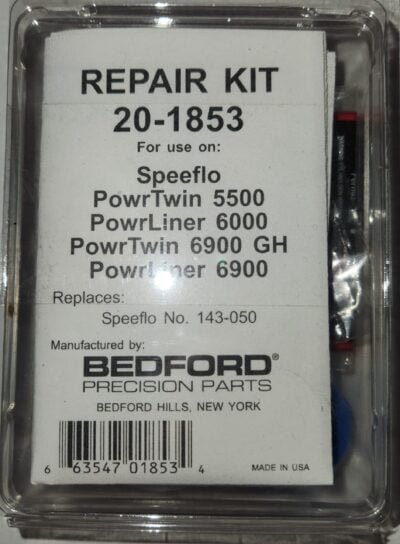 REPAIR KIT
20-1853
For use on:
Speeflo
PowrTwin 5500
PowrLiner 6000
PowrTwin 6900 GH
PowrLiner 6900
Replaces:
Speeflo No. 143-050
Manufactured by:
BEDFORD®
PRECISION PARTS
BEDFORD HILLS, NEW YORK
6 63547 01853 4
MADE IN USA